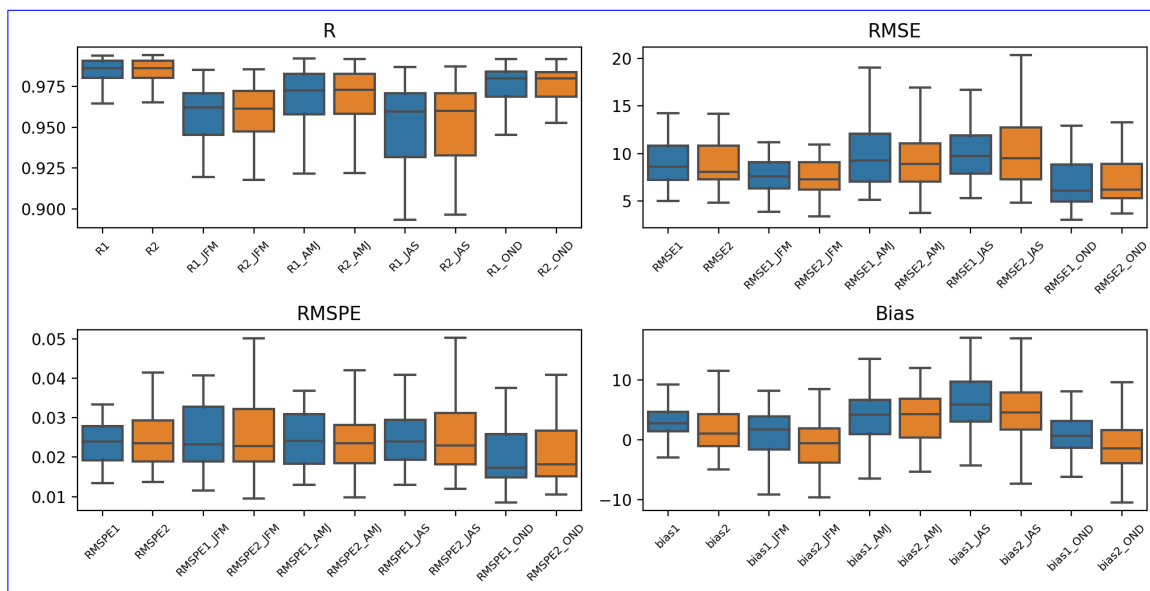 R
0.975
0.950
0.925
0.900
R1 R2 R1_JFM R2_JFM R1_AMJ R2_AMJ R1_JAS R2_JAS R1_OND R2_OND
RMSE
20
15
10
5
RMSE1 RMSE2 RMSE1_JFM RMSE2_JFM RMSE1_AMJ RMSE2_AMJ RMSE1_JAS RMSE2_JAS RMSE1_OND RMSE2_OND
RMSPE
0.05
0.04
0.03
0.02
0.01
RMSPE1 RMSPE2 RMSPE1_JFM RMSPE2_JFM RMSPE1_AMJ RMSPE2_AMJ RMSPE1_JAS RMSPE2_JAS RMSPE1_OND RMSPE2_OND
Bias
10
0
−10
bias1 bias2 bias1_JFM bias2_JFM bias1_AMJ bias2_AMJ bias1_JAS bias2_JAS bias1_OND bias2_OND